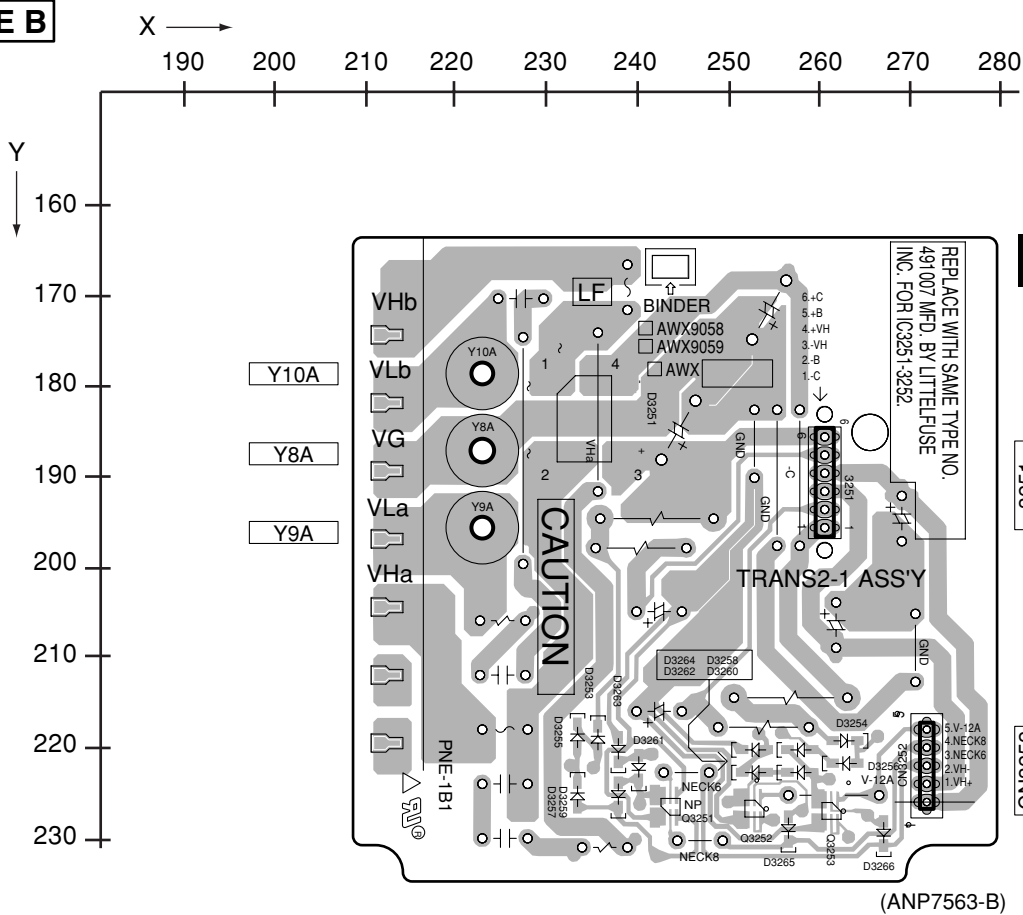 E B
X
190 200 210 220 230 240 250 260 270 280
Y
160
170
180
190
200
210
220
230
Y10A
Y8A
Y9A
VHb
VLb
VG
VLa
VHa
Y10A
Y8A
Y9A
LF
BINDER
AWX9058
AWX9059
AWX
1
4
2
3
+
VHa
D3251
6.+C
5.+B
4.+VH
3.-VH
2.-B
1.-C
REPLACE WITH SAME TYPE NO.
491007 MFD. BY LITTELFUSE
INC. FOR IC3251-3252.
GND
GND
-C
6
6
3251
1
1
CAUTION
TRANS2-1 ASS'Y
GND
D3264 D3258
D3262 D3260
D3253
D3263
D3255
D3261
D3257
D3259
D3254
D3256
V-12A
NECK6
NP
Q3251
NECK8
Q3252
D3265
Q3253
D3266
5
CN3252
5.V-12A
4.NECK8
3.NECK6
2.VH-
1.VH+
PNE-1B1
(ANP7563-B)